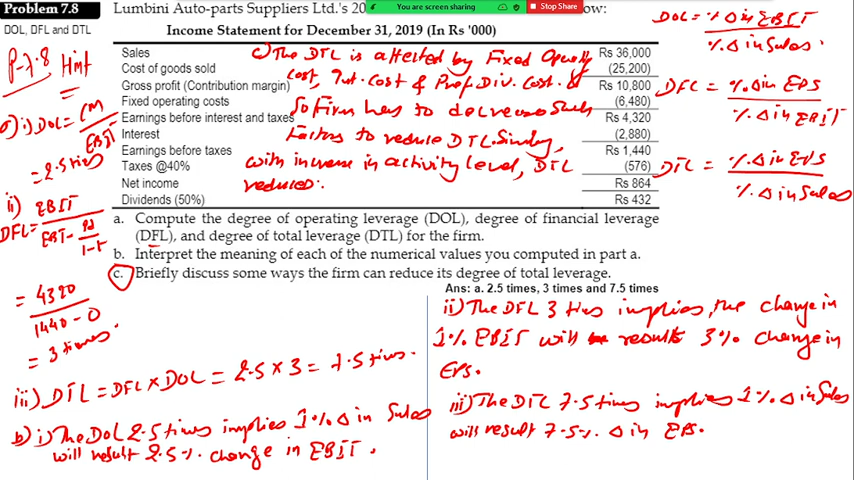 Problem 7.8
DOL, DFL and DTL
Lumbini Auto-parts Suppliers Ltd.'s 20
You are screening
Stop Share
ow:
Income Statement for December 31, 2019 (In Rs '000)
Sales Rs 36,000
Cost of goods sold (25,200)
Gross profit (Contribution margin) Rs 10,800
Fixed operating costs (6,480)
Earnings before interest and taxes Rs 4,320
Interest (2,880)
Earnings before taxes Rs 1,440
Taxes @40% (576)
Net income Rs 864
Dividends (50%) Rs 432
a. Compute the degree of operating leverage (DOL), degree of financial leverage
(DFL), and degree of total leverage (DTL) for the firm.
b. Interpret the meaning of each of the numerical values you computed in part a.
c. Briefly discuss some ways the firm can reduce its degree of total leverage.
Ans: a. 2.5 times, 3 times and 7.5 times
P-7.8 Hint
a) i) DOL = CM / EBIT
= 2.5 times
ii) DFL = EBIT / EBT - Pd / 1-t
= 4320 / 1440 - 0
= 3 times.
iii) DTL = DFL × DOL = 2.5 × 3 = 7.5 times.
b) i) The DOL 2.5 times implies 1% Δ in Sales
will result 2.5% change in EBIT.
ii) The DFL 3 times implies, the change in
1% EBIT will result 3% change in
EPS.
iii) The DTL 7.5 times implies 1% Δ in Sales
will result 7.5% Δ in EPS.
c) The DTL is affected by Fixed
Cost, Int. Cost & Pref. Div. Cost.
So Firm has to decrease such
Factors to reduce DTL.
with increase in activity level, DTL
reduced.
DOL = % Δ in EBIT / % Δ in Sales.
DFL = % Δ in EPS / % Δ in EBIT
DTL = % Δ in EPS / % Δ in Sales